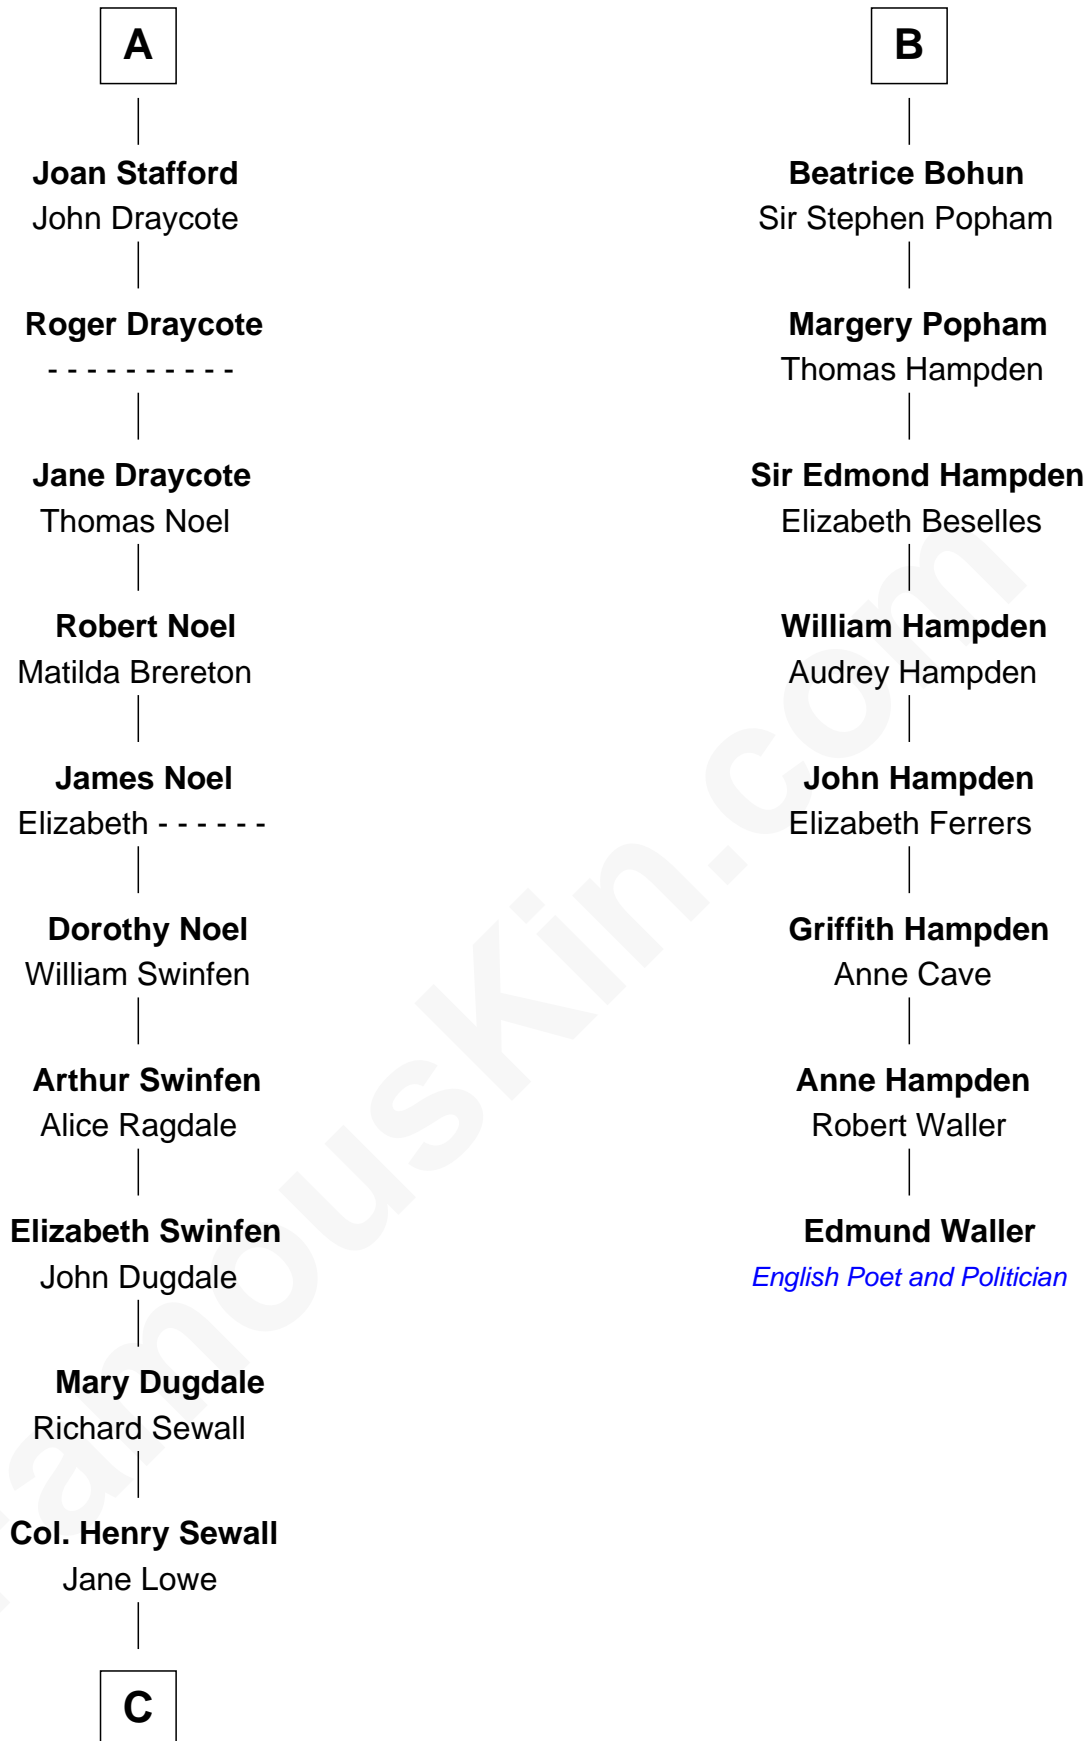 A
Joan Stafford
John Draycote
Roger Draycote
- - - - - - - - - -
Jane Draycote
Thomas Noel
Robert Noel
Matilda Brereton
James Noel
Elizabeth - - - - - -
Dorothy Noel
William Swinfen
Arthur Swinfen
Alice Ragdale
Elizabeth Swinfen
John Dugdale
Mary Dugdale
Richard Sewall
Col. Henry Sewall
Jane Lowe
C
B
Beatrice Bohun
Sir Stephen Popham
Margery Popham
Thomas Hampden
Sir Edmond Hampden
Elizabeth Beselles
William Hampden
Audrey Hampden
John Hampden
Elizabeth Ferrers
Griffith Hampden
Anne Cave
Anne Hampden
Robert Waller
Edmund Waller
English Poet and Politician
FamousKin.com